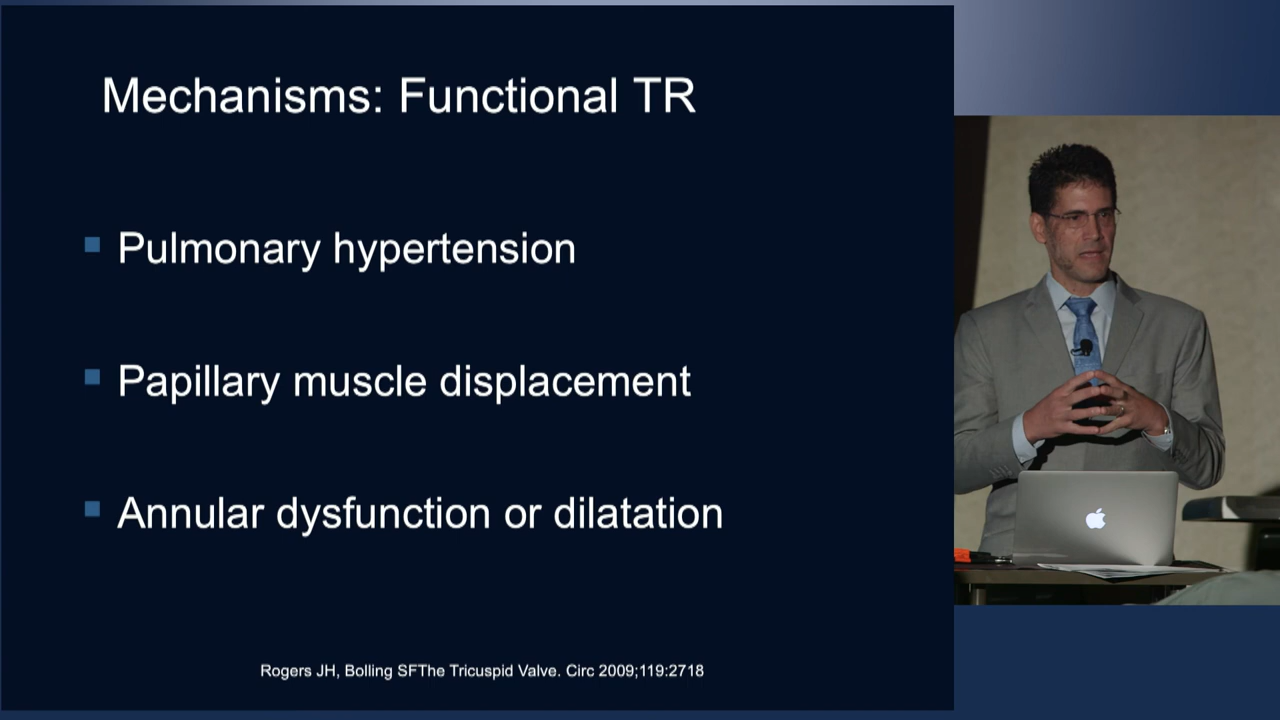 Mechanisms: Functional TR
Pulmonary hypertension
Papillary muscle displacement
Annular dysfunction or dilatation
Rogers JH, Bolling SFThe Tricuspid Valve. Circ 2009;119:2718